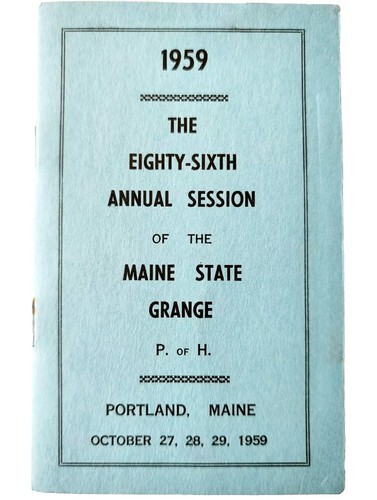 1959
THE
EIGHTY-SIXTH
ANNUAL SESSION
OF THE
MAINE STATE
GRANGE
P. OF H.
PORTLAND, MAINE
OCTOBER 27, 28, 29, 1959